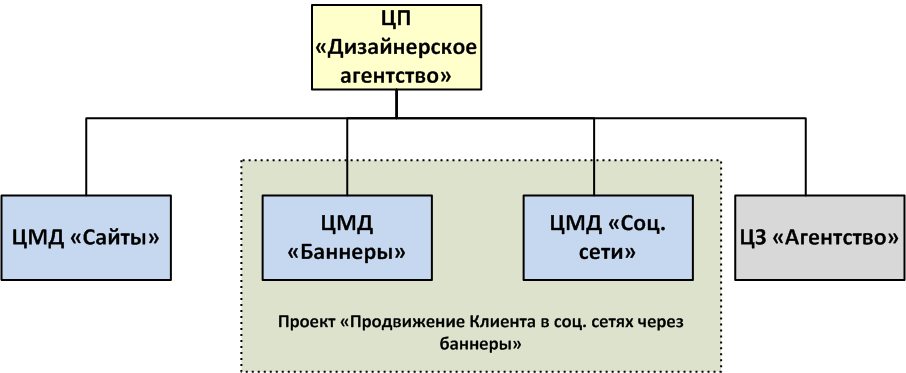 ЦП
«Дизайнерское
агентство»
ЦМД «Сайты»
ЦМД
«Баннеры»
ЦМД «Соц.
сети»
ЦЗ «Агентство»
Проект «Продвижение Клиента в соц. сетях через
баннеры»